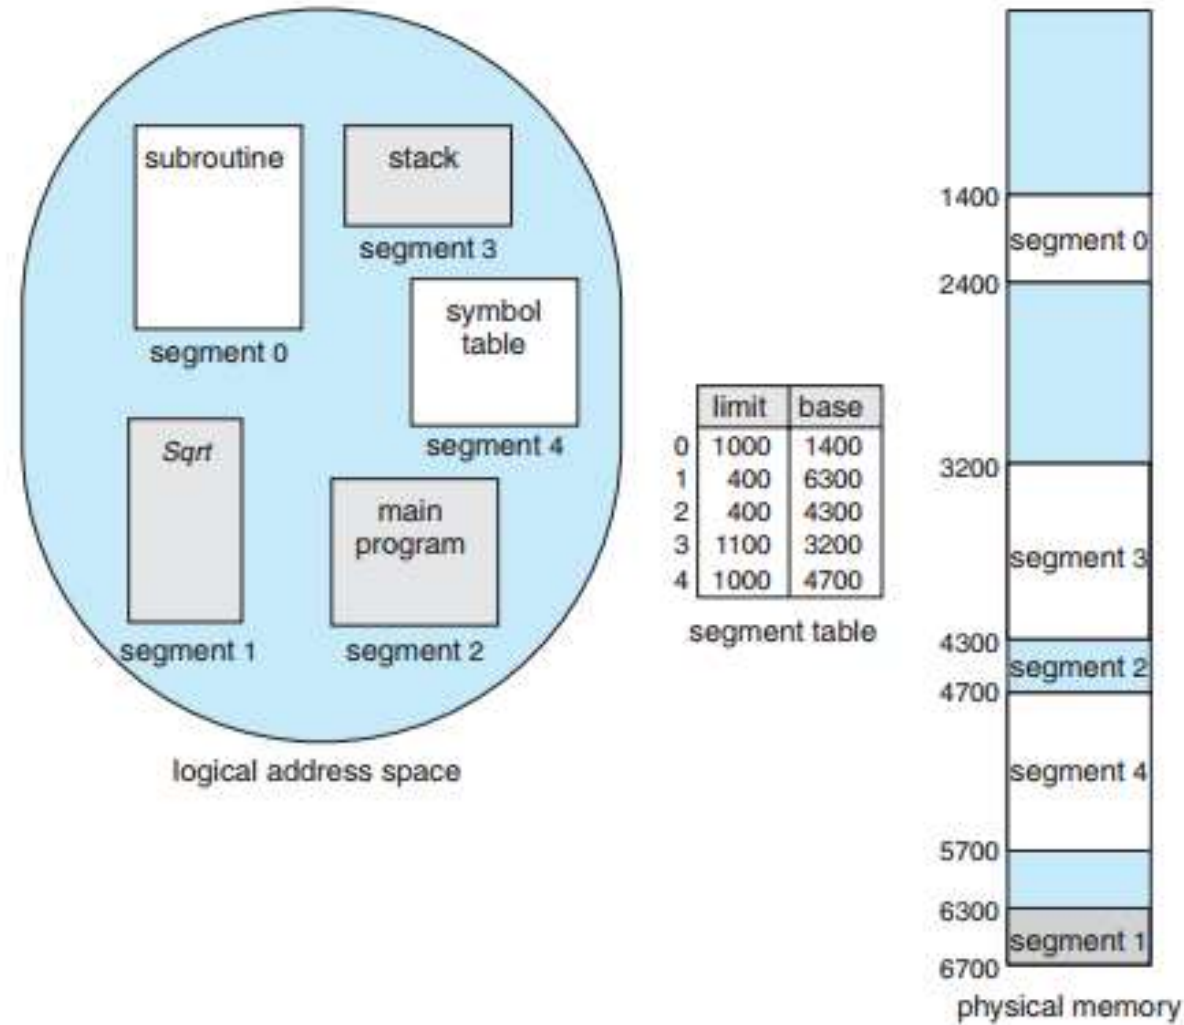 subroutine
segment 0
stack
segment 3
symbol
table
segment 4
Sqrt
segment 1
main
program
segment 2
logical address space
limit base
0 1000 1400
1 400 6300
2 400 4300
3 1100 3200
4 1000 4700
segment table
1400
segment 0
2400
3200
segment 3
4300
segment 2
4700
segment 4
5700
6300
segment 1
6700
physical memory